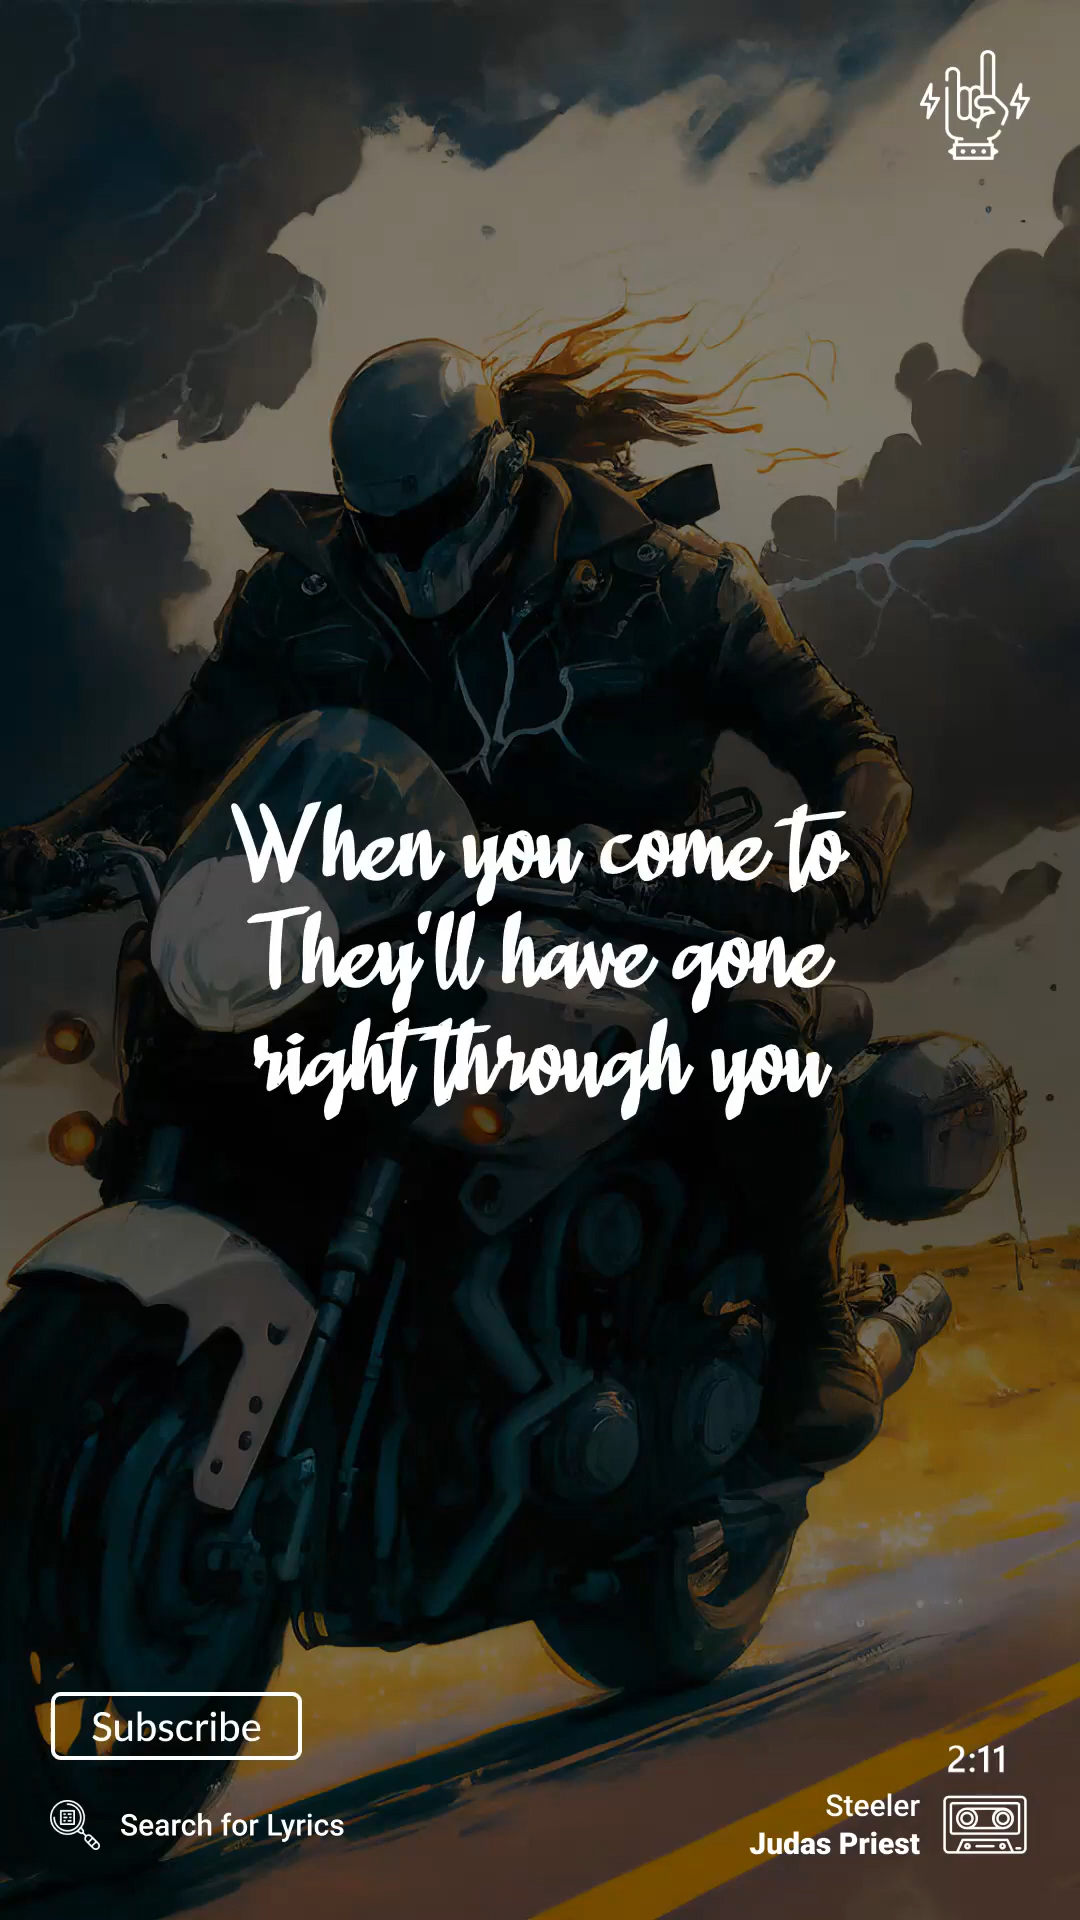 When you come to
They'll have gone
right through you
Subscribe
Search for Lyrics
2:11
Steeler
Judas Priest